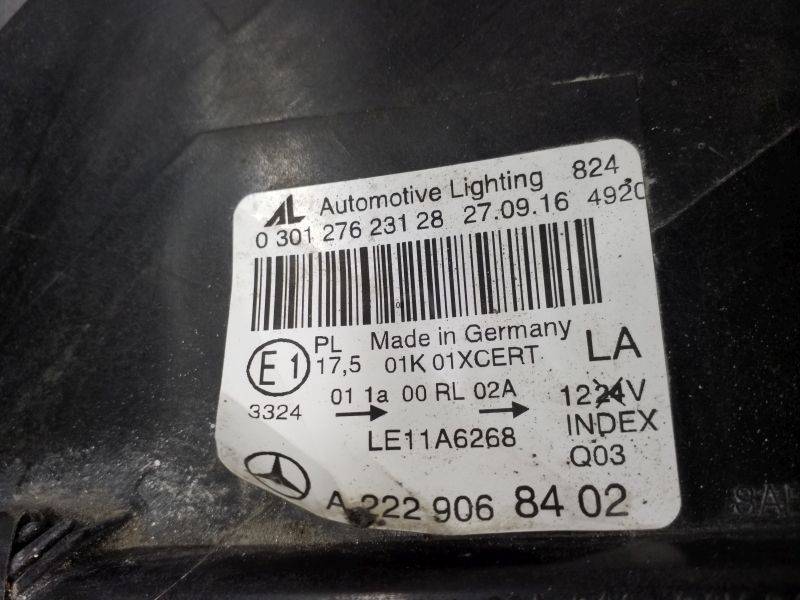 AL Automotive Lighting 824
0 301 276 231 28 27.09.16 4920
E1 PL Made in Germany LA
17,5 01K 01XCERT
3324 01 1a → 00 RL 02A → 1224V
LE11A6268 INDEX
Q03
A 222 906 84 02